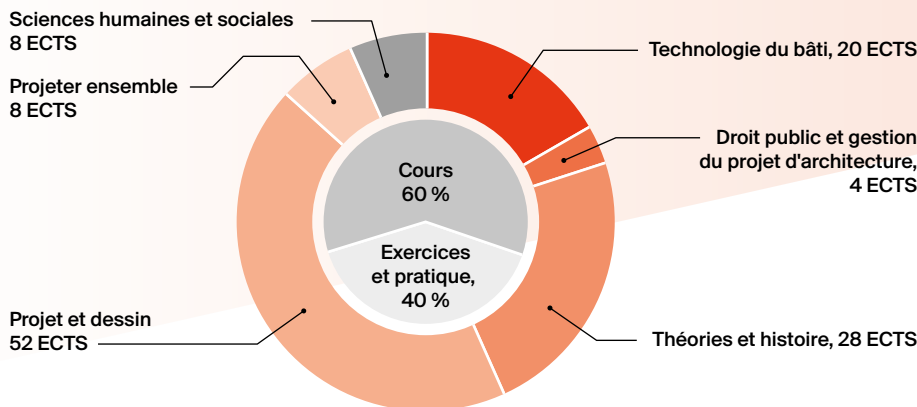 Sciences humaines et sociales
8 ECTS
Projeter ensemble
8 ECTS
Technologie du bâti, 20 ECTS
Droit public et gestion
du projet d'architecture,
4 ECTS
Cours
60 %
Exercices
et pratique,
40 %
Projet et dessin
52 ECTS
Théories et histoire, 28 ECTS